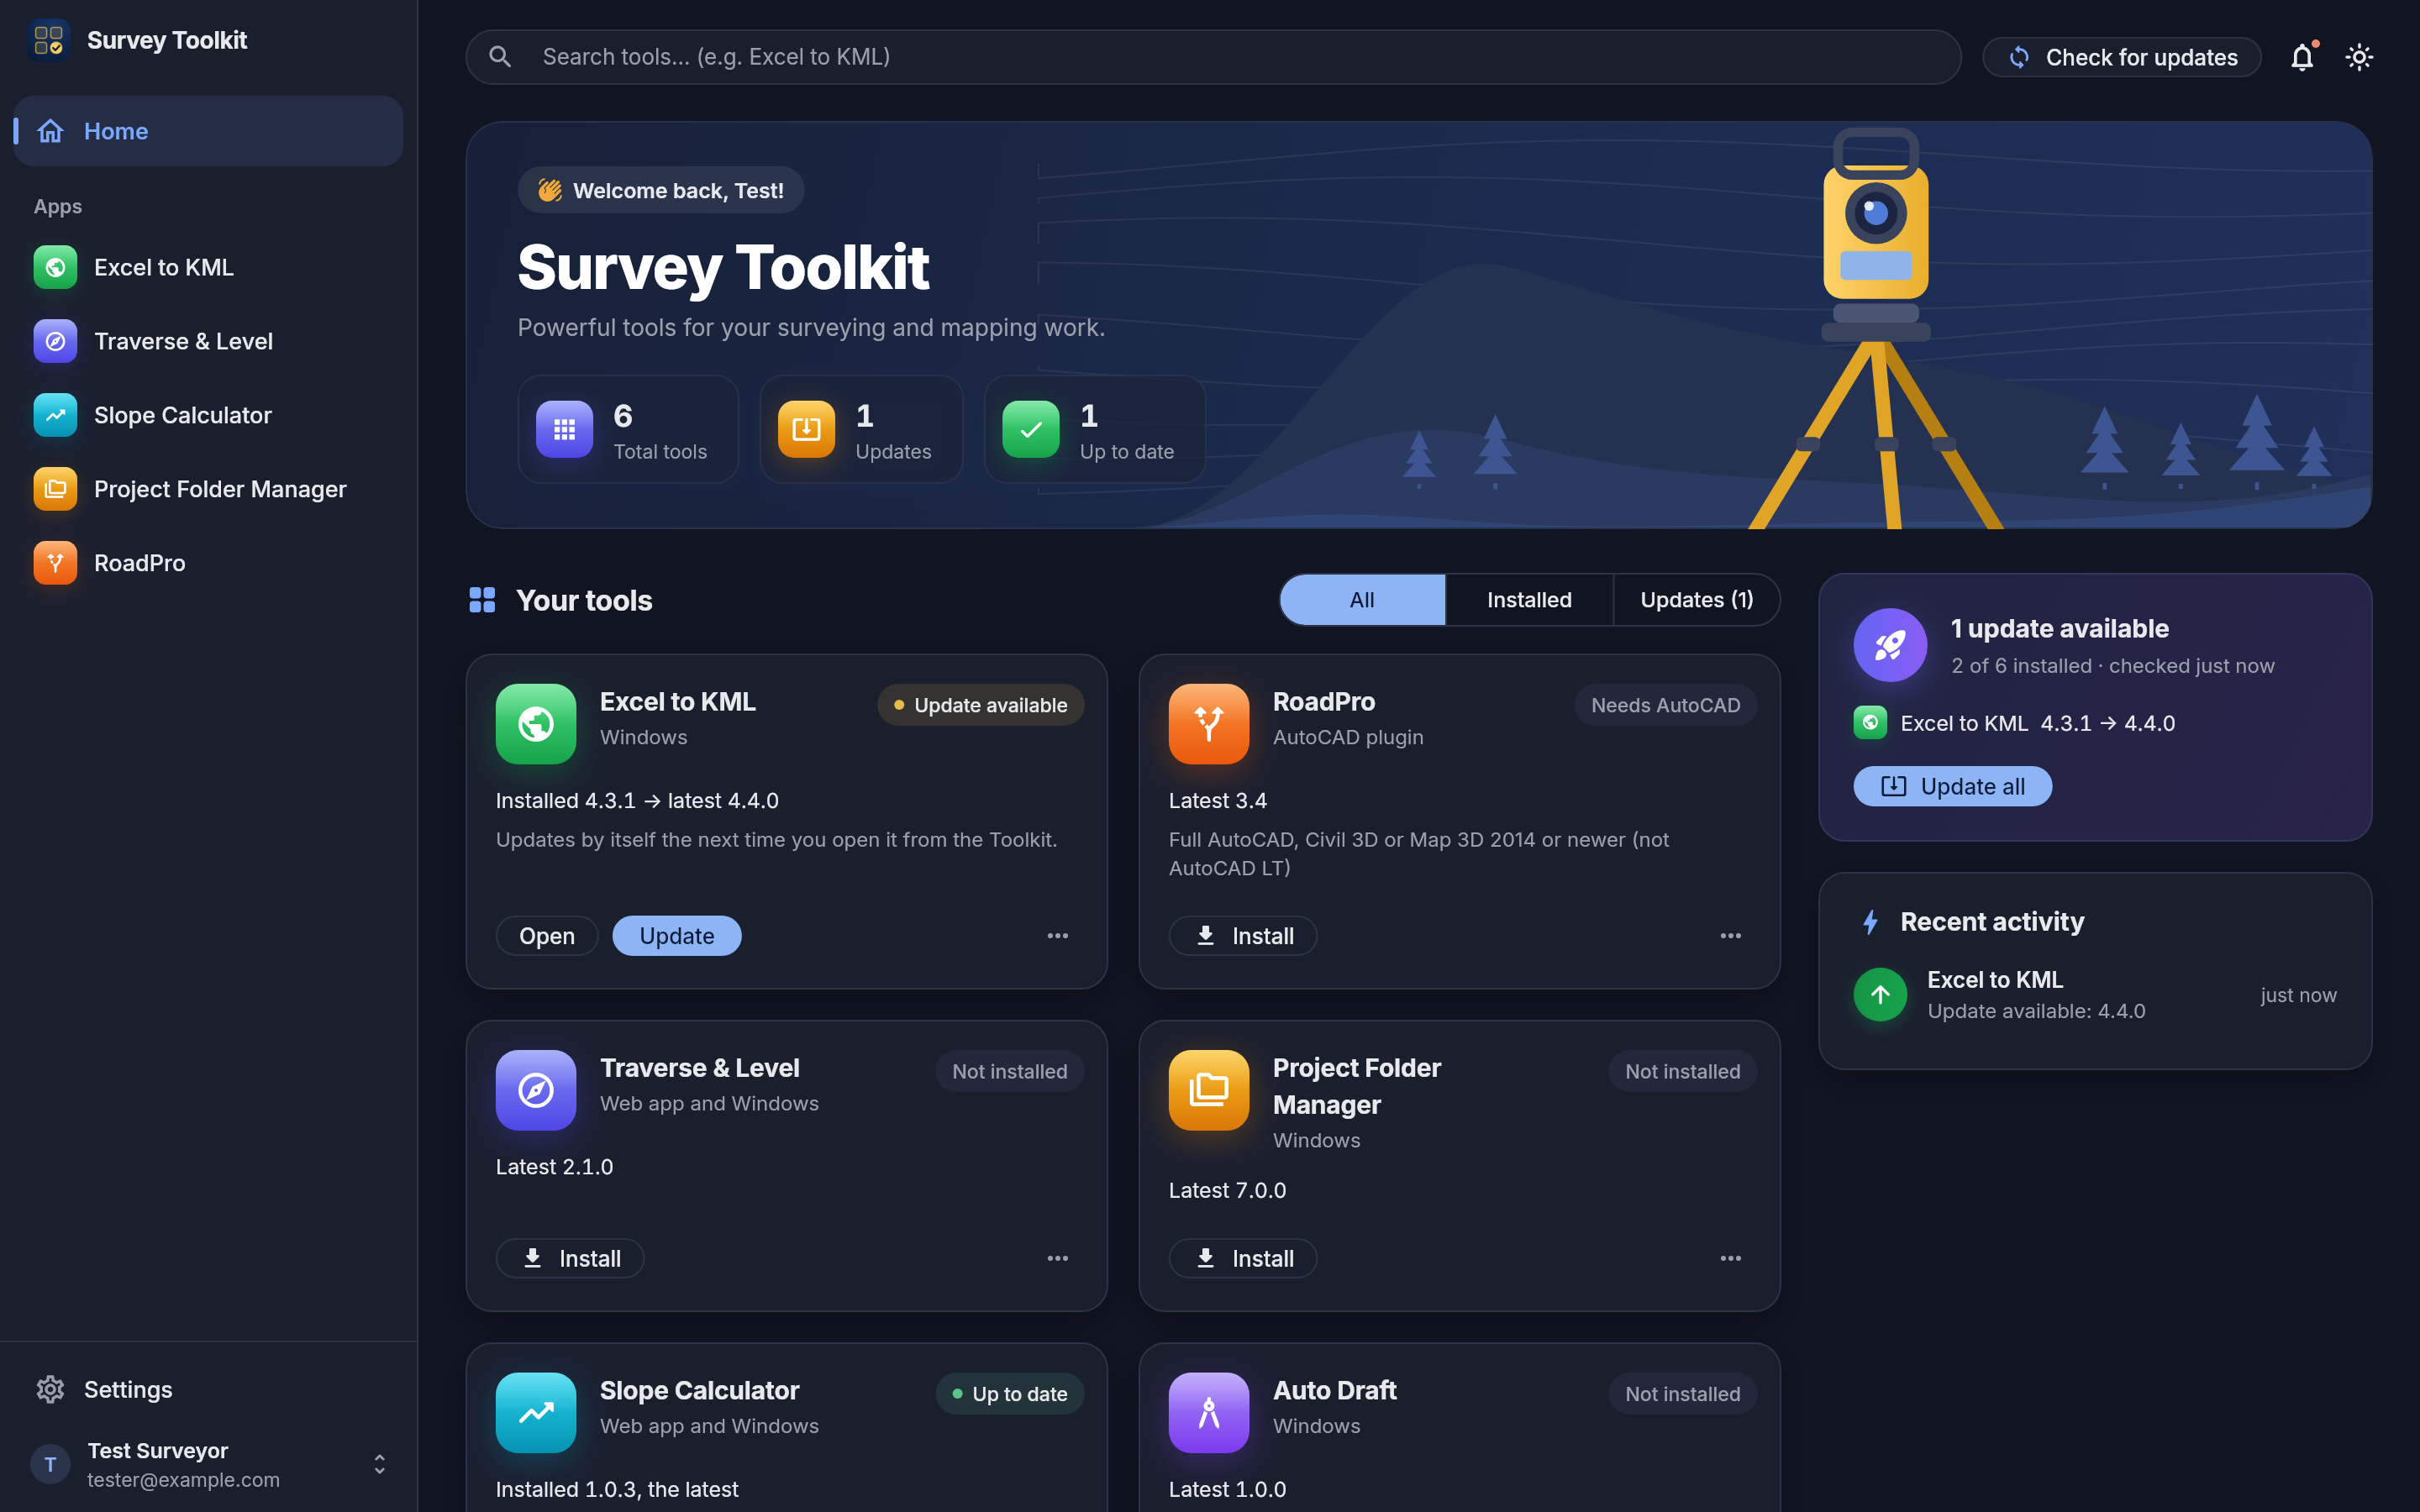 Survey Toolkit
Home
Apps
Excel to KML
Traverse & Level
Slope Calculator
Project Folder Manager
RoadPro
Settings
T
Test Surveyor
tester@example.com
Search tools... (e.g. Excel to KML)
Check for updates
Welcome back, Test!
Survey Toolkit
Powerful tools for your surveying and mapping work.
6
Total tools
1
Updates
1
Up to date
Your tools
All
Installed
Updates (1)
Excel to KML
Windows
Update available
Installed 4.3.1 → latest 4.4.0
Updates by itself the next time you open it from the Toolkit.
Open
Update
RoadPro
AutoCAD plugin
Needs AutoCAD
Latest 3.4
Full AutoCAD, Civil 3D or Map 3D 2014 or newer (not
AutoCAD LT)
Install
Traverse & Level
Web app and Windows
Not installed
Latest 2.1.0
Install
Project Folder
Manager
Windows
Not installed
Latest 7.0.0
Install
Slope Calculator
Web app and Windows
Up to date
Installed 1.0.3, the latest
Auto Draft
Windows
Not installed
Latest 1.0.0
1 update available
2 of 6 installed · checked just now
Excel to KML 4.3.1 → 4.4.0
Update all
Recent activity
Excel to KML
Update available: 4.4.0
just now